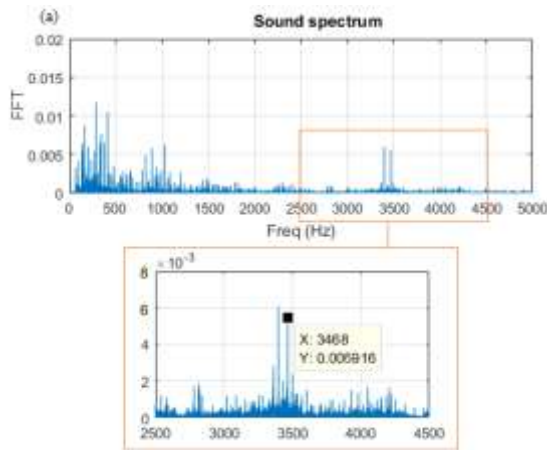 (a)
Sound spectrum
0.02
0.015
0.01
0.005
0
FFT
0 500 1000 1500 2000 2500 3000 3500 4000 4500 5000
Freq (Hz)
× 10⁻³
8
6
4
2
0
X: 3468
Y: 0.006916
2500 3000 3500 4000 4500